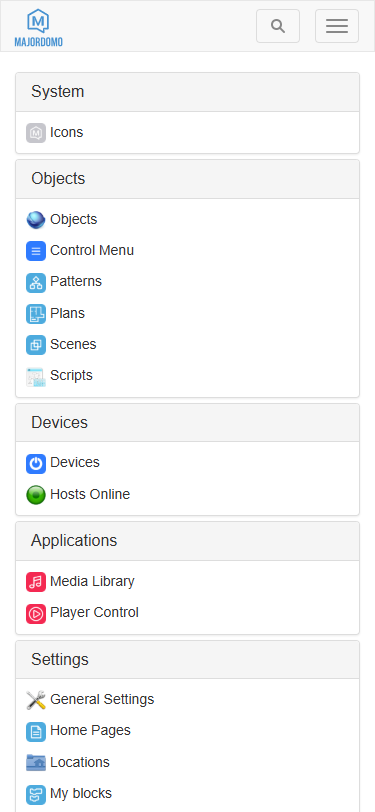 MAJORDOMO
System
Icons
Objects
Objects
Control Menu
Patterns
Plans
Scenes
Scripts
Devices
Devices
Hosts Online
Applications
Media Library
Player Control
Settings
General Settings
Home Pages
Locations
My blocks